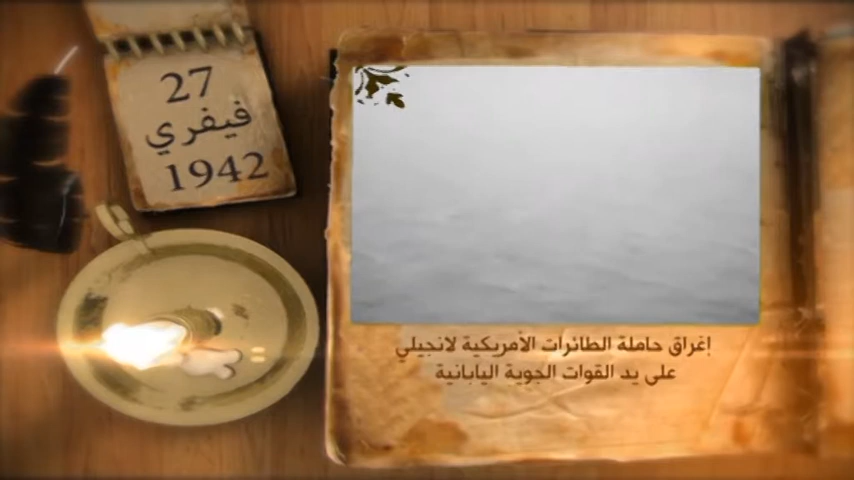 27
فيفري
1942
إغراق حاملة الطائرات الأمريكية لانجيلي
على يد القوات الجوية اليابانية